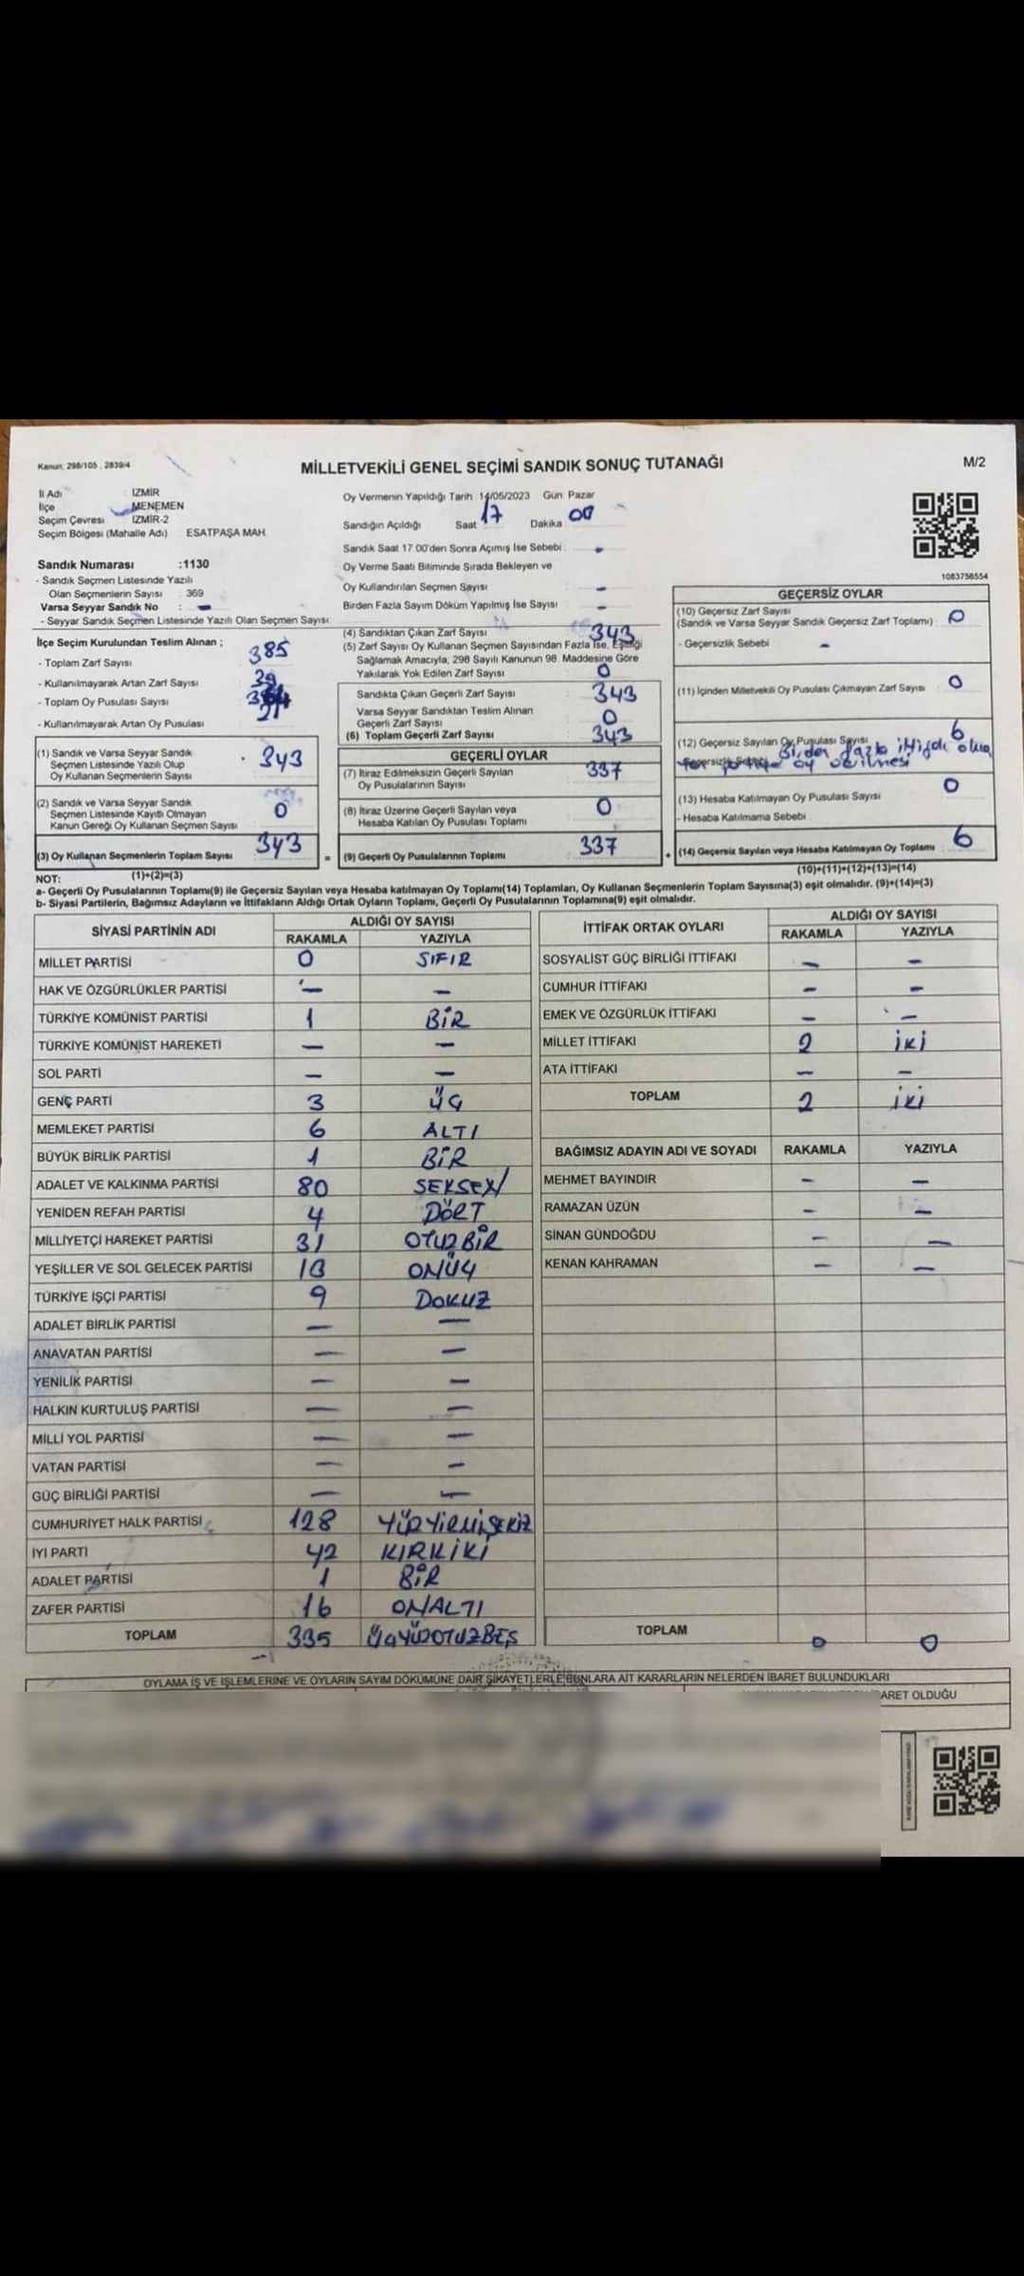 Kanun: 298/105 , 2839/4
MİLLETVEKİLİ GENEL SEÇİMİ SANDIK SONUÇ TUTANAĞI
M/2
İl Adı : İZMİR
İlçe : MENEMEN
Seçim Çevresi : İZMİR-2
Seçim Bölgesi (Mahalle Adı) ESATPAŞA MAH.
Oy Vermenin Yapıldığı Tarih 14/05/2023 Gün Pazar
Sandığın Açıldığı Saat 17 Dakika 00
Sandık Saat 17.00'den Sonra Açımış İse Sebebi : -
Oy Verme Saati Bitiminde Sırada Bekleyen ve
Oy Kullandırılan Seçmen Sayısı -
Birden Fazla Sayım Döküm Yapılmış İse Sayısı -
1083756554
Sandık Numarası :1130
- Sandık Seçmen Listesinde Yazılı
Olan Seçmenlerin Sayısı : 369
Varsa Seyyar Sandık No : -
- Seyyar Sandık Seçmen Listesinde Yazılı Olan Seçmen Sayısı
İlçe Seçim Kurulundan Teslim Alınan ;
- Toplam Zarf Sayısı 385
- Kullanılmayarak Artan Zarf Sayısı
- Toplam Oy Pusulası Sayısı
- Kullanılmayarak Artan Oy Pusulası 21
(1) Sandık ve Varsa Seyyar Sandık
Seçmen Listesinde Yazılı Olup
Oy Kullanan Seçmenlerin Sayısı 343
(2) Sandık ve Varsa Seyyar Sandık
Seçmen Listesinde Kayıtlı Olmayan
Kanun Gereği Oy Kullanan Seçmen Sayısı 0
(3) Oy Kullanan Seçmenlerin Toplam Sayısı 343 =
(4) Sandıktan Çıkan Zarf Sayısı 343
(5) Zarf Sayısı Oy Kullanan Seçmen Sayısından Fazla İse, Eşitliği
Sağlamak Amacıyla, 298 Sayılı Kanunun 98. Maddesine Göre
Yakılarak Yok Edilen Zarf Sayısı 0
Sandıkta Çıkan Geçerli Zarf Sayısı 343
Varsa Seyyar Sandıktan Teslim Alınan
Geçerli Zarf Sayısı 0
(6) Toplam Geçerli Zarf Sayısı 343
GEÇERLİ OYLAR
(7) İtiraz Edilmeksizin Geçerli Sayılan
Oy Pusulalarının Sayısı 337
(8) İtiraz Üzerine Geçerli Sayılan veya
Hesaba Katılan Oy Pusulası Toplamı 0
(9) Geçerli Oy Pusulalarının Toplamı 337 +
GEÇERSİZ OYLAR
(10) Geçersiz Zarf Sayısı
(Sandık ve Varsa Seyyar Sandık Geçersiz Zarf Toplamı) 0
- Geçersizlik Sebebi -
(11) İçinden Milletvekili Oy Pusulası Çıkmayan Zarf Sayısı 0
(12) Geçersiz Sayılan Oy Pusulası Sayısı 6
Birden fazla ittifak
oy verilmesi
(13) Hesaba Katılmayan Oy Pusulası Sayısı 0
- Hesaba Katılmama Sebebi
(14) Geçersiz Sayılan veya Hesaba Katılmayan Oy Toplamı 6
NOT: (1)+(2)=(3)
(10)+(11)+(12)+(13)=(14)
a- Geçerli Oy Pusulalarının Toplamı(9) ile Geçersiz Sayılan veya Hesaba katılmayan Oy Toplamı(14) Toplamları, Oy Kullanan Seçmenlerin Toplam Sayısına(3) eşit olmalıdır. (9)+(14)=(3)
b- Siyasi Partilerin, Bağımsız Adayların ve İttifakların Aldığı Ortak Oyların Toplamı, Geçerli Oy Pusulalarının Toplamına(9) eşit olmalıdır.
SİYASİ PARTİNİN ADI ALDIĞI OY SAYISI
RAKAMLA YAZIYLA
MİLLET PARTİSİ 0 SIFIR
HAK VE ÖZGÜRLÜKLER PARTİSİ - -
TÜRKİYE KOMÜNİST PARTİSİ 1 BİR
TÜRKİYE KOMÜNİST HAREKETİ - -
SOL PARTİ - -
GENÇ PARTİ 3 ÜÇ
MEMLEKET PARTİSİ 6 ALTI
BÜYÜK BİRLİK PARTİSİ 1 BİR
ADALET VE KALKINMA PARTİSİ 80 SEKSEN
YENİDEN REFAH PARTİSİ 4 DÖRT
MİLLİYETÇİ HAREKET PARTİSİ 31 OTUZBİR
YEŞİLLER VE SOL GELECEK PARTİSİ 13 ONÜÇ
TÜRKİYE İŞÇİ PARTİSİ 9 DOKUZ
ADALET BİRLİK PARTİSİ - -
ANAVATAN PARTİSİ - -
YENİLİK PARTİSİ - -
HALKIN KURTULUŞ PARTİSİ - -
MİLLİ YOL PARTİSİ - -
VATAN PARTİSİ - -
GÜÇ BİRLİĞİ PARTİSİ - -
CUMHURİYET HALK PARTİSİ 128 YÜZYİRMİSEKİZ
İYİ PARTİ 42 KIRKİKİ
ADALET PARTİSİ 1 BİR
ZAFER PARTİSİ 16 ONALTI
TOPLAM 335 ÜÇYÜZOTUZBEŞ
İTTİFAK ORTAK OYLARI ALDIĞI OY SAYISI
RAKAMLA YAZIYLA
SOSYALİST GÜÇ BİRLİĞİ İTTİFAKI - -
CUMHUR İTTİFAKI - -
EMEK VE ÖZGÜRLÜK İTTİFAKI - -
MİLLET İTTİFAKI 2 İKİ
ATA İTTİFAKI - -
TOPLAM 2 İKİ
BAĞIMSIZ ADAYIN ADI VE SOYADI RAKAMLA YAZIYLA
MEHMET BAYINDIR - -
RAMAZAN ÜZÜN - -
SİNAN GÜNDOĞDU - -
KENAN KAHRAMAN - -
TOPLAM 0 0
OYLAMA İŞ VE İŞLEMLERİNE VE OYLARIN SAYIM DÖKÜMÜNE DAİR ŞİKAYETLERLE BUNLARA AİT KARARLARIN NELERDEN İBARET BULUNDUKLARI
BARET OLDUĞU